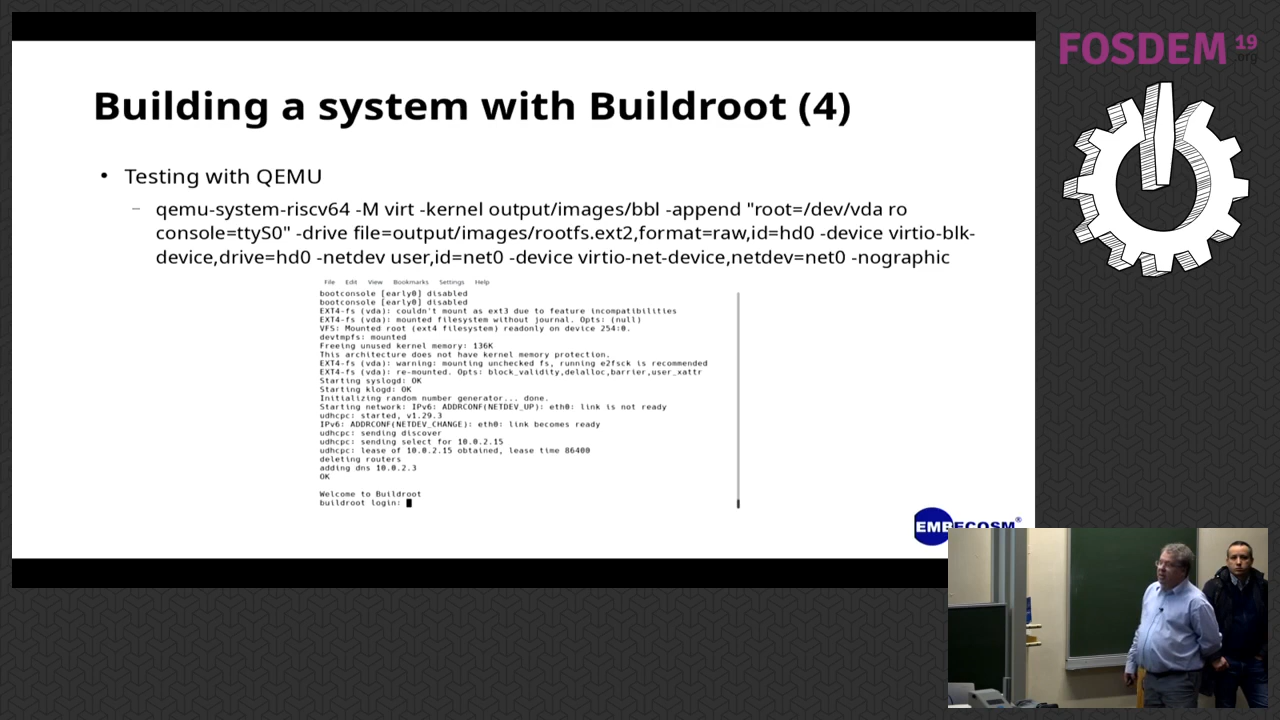 Building a system with Buildroot (4)
FOSDEM 19
.org
• Testing with QEMU
– qemu-system-riscv64 -M virt -kernel output/images/bbl -append "root=/dev/vda ro
console=ttyS0" -drive file=output/images/rootfs.ext2,format=raw,id=hd0 -device virtio-blk-
device,drive=hd0 -netdev user,id=net0 -device virtio-net-device,netdev=net0 -nographic
File Edit View Bookmarks Settings Help
bootconsole [early0] disabled
bootconsole [early0] disabled
EXT4-fs (vda): couldn't mount as ext3 due to feature incompatibilities
EXT4-fs (vda): mounted filesystem without journal. Opts: (null)
VFS: Mounted root (ext4 filesystem) readonly on device 254:0.
devtmpfs: mounted
Freeing unused kernel memory: 136K
This architecture does not have kernel memory protection.
EXT4-fs (vda): warning: mounting unchecked fs, running e2fsck is recommended
EXT4-fs (vda): re-mounted. Opts: block_validity,delalloc,barrier,user_xattr
Starting syslogd: OK
Starting klogd: OK
Initializing random number generator... done.
Starting network: IPv6: ADDRCONF(NETDEV_UP): eth0: link is not ready
udhcpc: started, v1.29.3
IPv6: ADDRCONF(NETDEV_CHANGE): eth0: link becomes ready
udhcpc: sending discover
udhcpc: sending select for 10.0.2.15
udhcpc: lease of 10.0.2.15 obtained, lease time 86400
deleting routers
adding dns 10.0.2.3
OK
Welcome to Buildroot
buildroot login:
EMBECOSM®